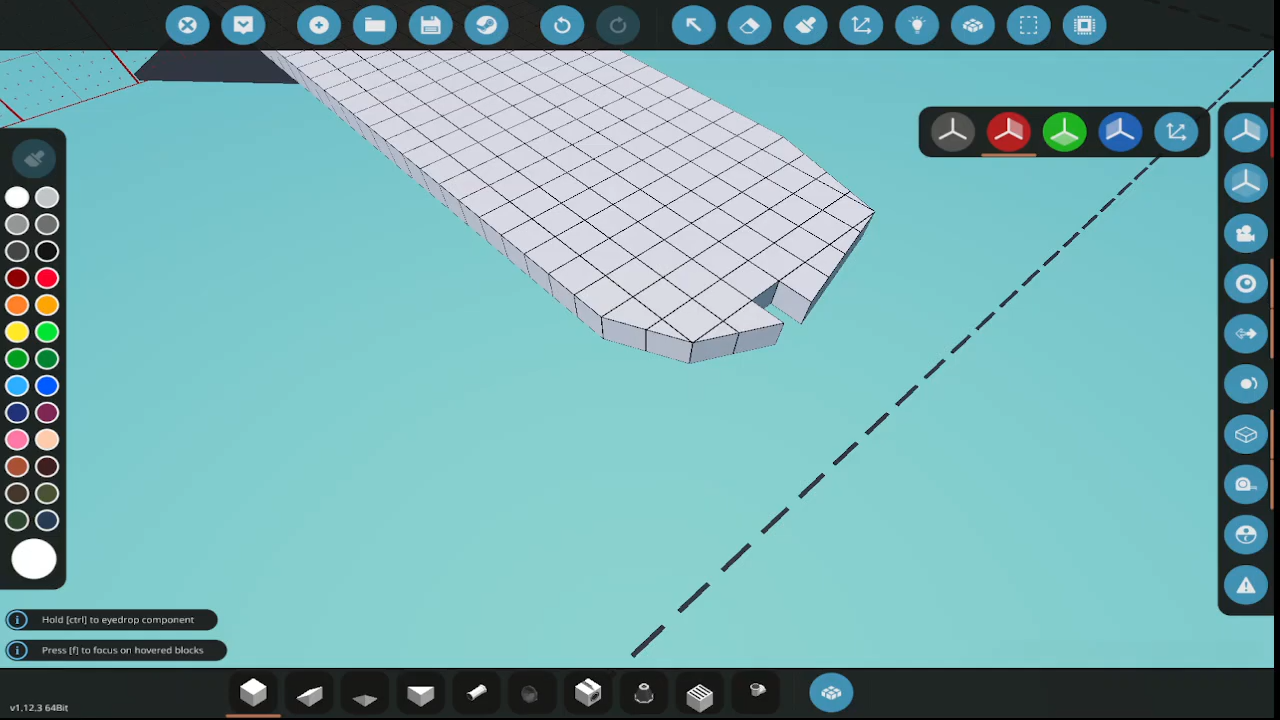 Hold [ctrl] to eyedrop component
Press [f] to focus on hovered blocks
v1.12.3 64Bit